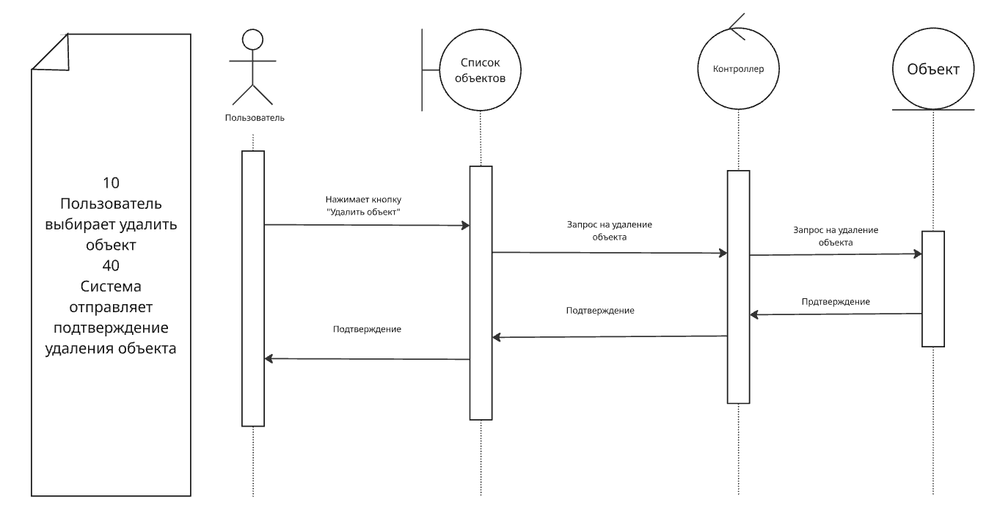 10
Пользователь
выбирает удалить
объект
40
Система
отправляет
подтверждение
удаления объекта
Пользователь
Список
объектов
Контроллер
Объект
Нажимает кнопку
"Удалить объект"
Запрос на удаление
объекта
Запрос на удаление
объекта
Прдтверждение
Подтверждение
Подтверждение